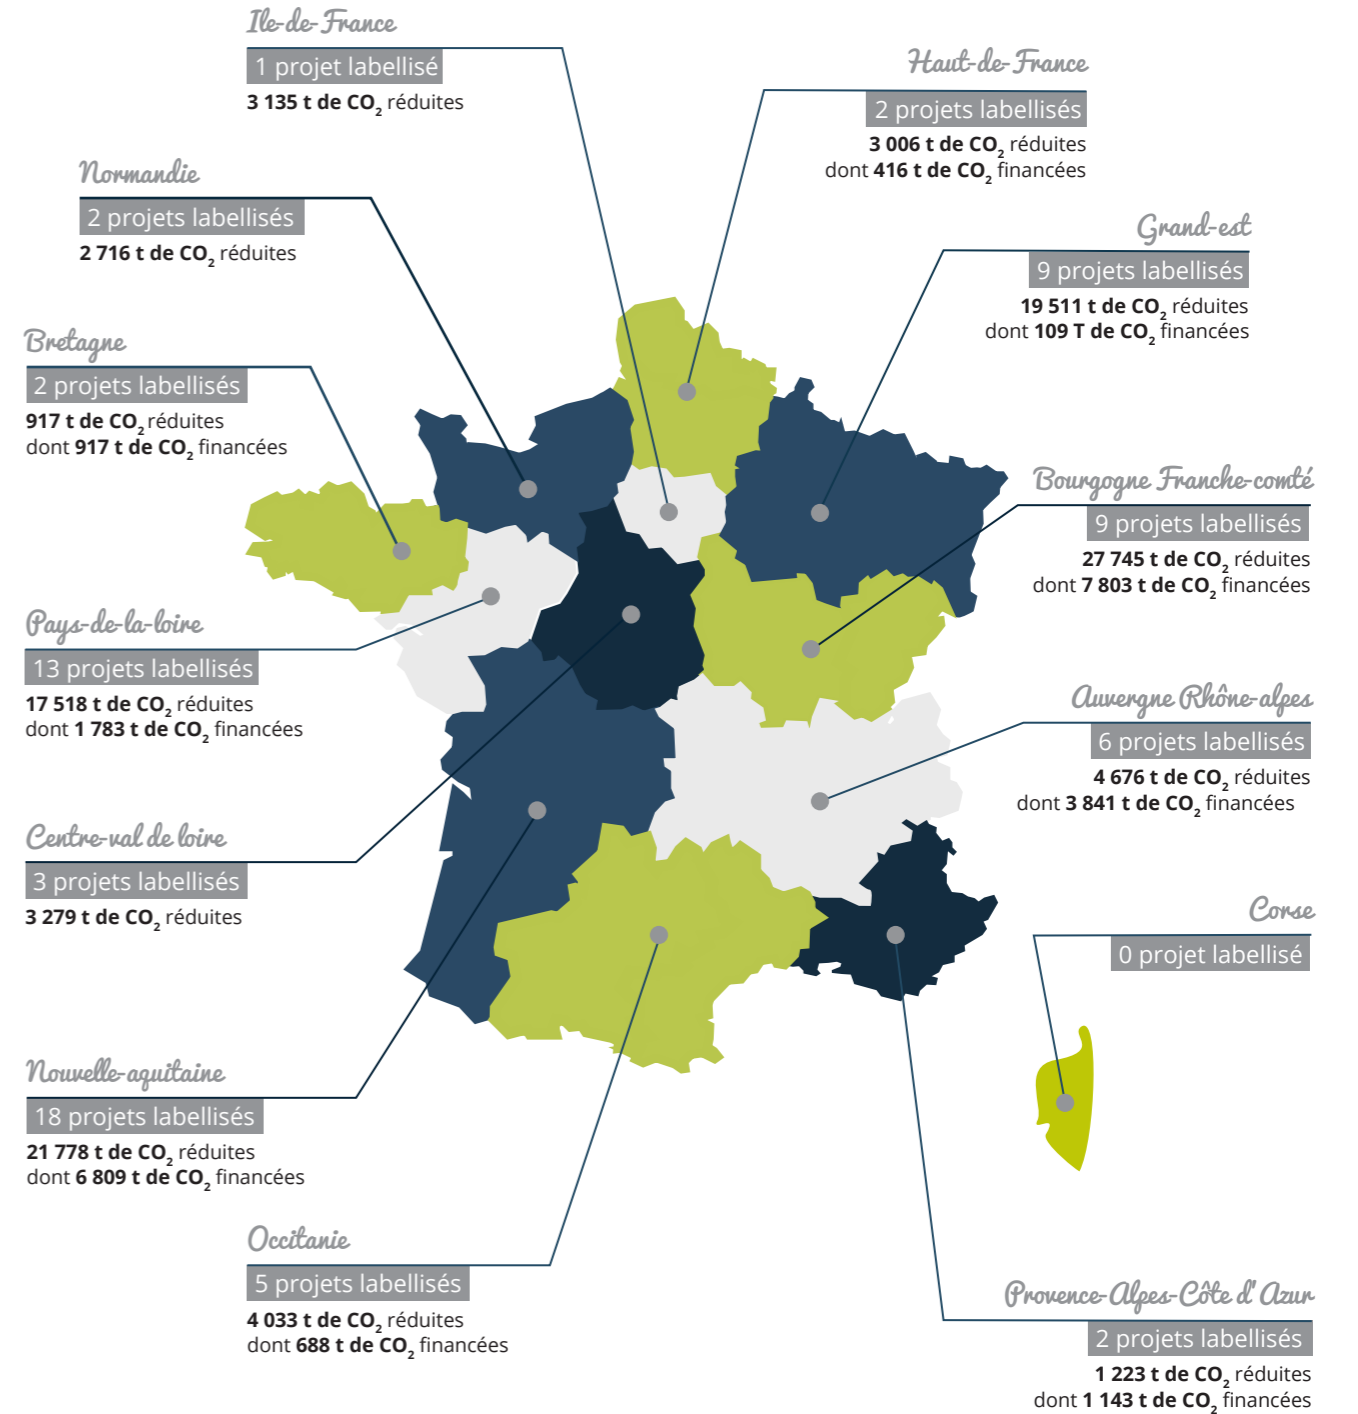 Ile-de-France
1 projet labellisé
3 135 t de CO2 réduites
Haut-de-France
2 projets labellisés
3 006 t de CO2 réduites
dont 416 t de CO2 financées
Normandie
2 projets labellisés
2 716 t de CO2 réduites
Grand-est
9 projets labellisés
19 511 t de CO2 réduites
dont 109 T de CO2 financées
Bretagne
2 projets labellisés
917 t de CO2 réduites
dont 917 t de CO2 financées
Bourgogne Franche-comté
9 projets labellisés
27 745 t de CO2 réduites
dont 7 803 t de CO2 financées
Pays-de-la-loire
13 projets labellisés
17 518 t de CO2 réduites
dont 1 783 t de CO2 financées
Auvergne Rhône-alpes
6 projets labellisés
4 676 t de CO2 réduites
dont 3 841 t de CO2 financées
Centre-val de loire
3 projets labellisés
3 279 t de CO2 réduites
Corse
0 projet labellisé
Nouvelle-aquitaine
18 projets labellisés
21 778 t de CO2 réduites
dont 6 809 t de CO2 financées
Occitanie
5 projets labellisés
4 033 t de CO2 réduites
dont 688 t de CO2 financées
Provence-Alpes-Côte d'Azur
2 projets labellisés
1 223 t de CO2 réduites
dont 1 143 t de CO2 financées